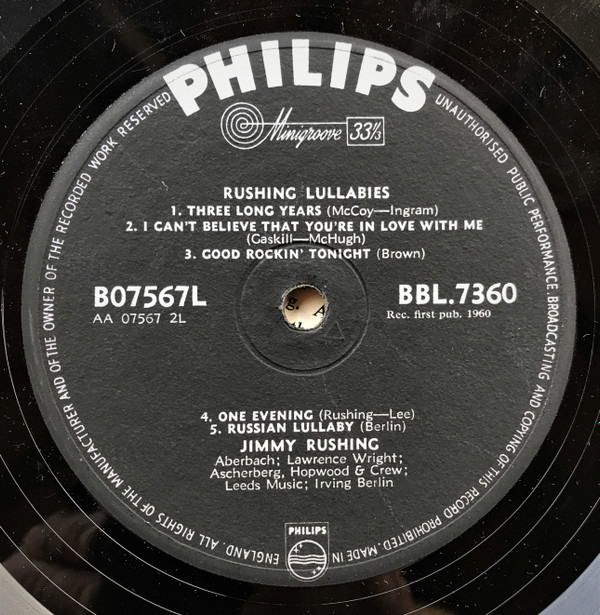 PHILIPS
Minigroove 33⅓
RUSHING LULLABIES
1. THREE LONG YEARS (McCoy—Ingram)
2. I CAN'T BELIEVE THAT YOU'RE IN LOVE WITH ME
(Gaskill—McHugh)
3. GOOD ROCKIN' TONIGHT (Brown)
B07567L
AA 07567 2L
BBL.7360
Rec. first pub. 1960
4. ONE EVENING (Rushing—Lee)
5. RUSSIAN LULLABY (Berlin)
JIMMY RUSHING
Aberbach; Lawrence Wright;
Ascherberg, Hopwood & Crew;
Leeds Music; Irving Berlin
PHILIPS
ALL RIGHTS OF THE MANUFACTURER AND OF THE OWNER OF THE RECORDED WORK RESERVED
UNAUTHORISED PUBLIC PERFORMANCE, BROADCASTING AND COPYING OF THIS RECORD PROHIBITED. MADE IN ENGLAND.